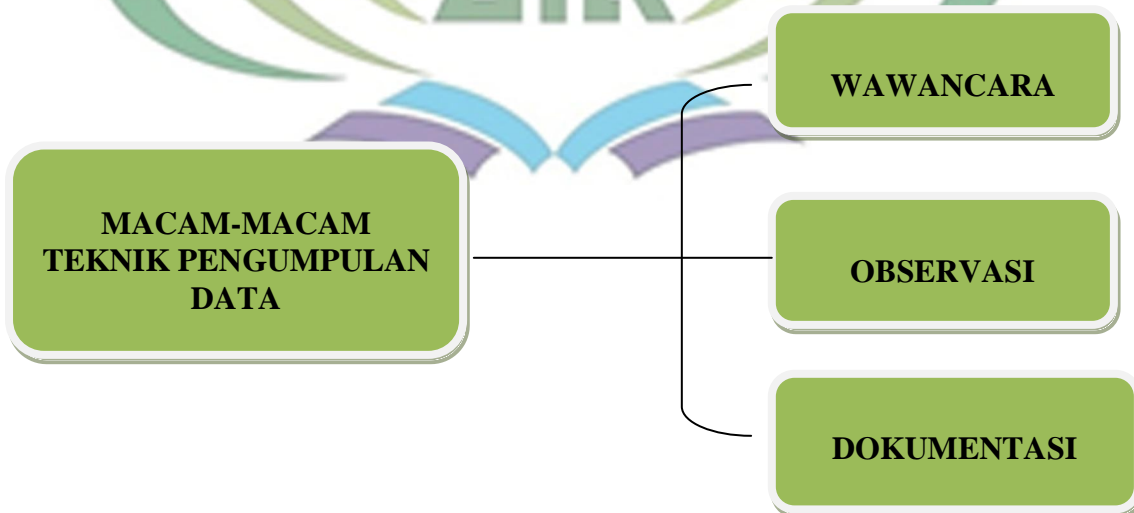 WAWANCARA
MACAM-MACAM
TEKNIK PENGUMPULAN
DATA
OBSERVASI
DOKUMENTASI